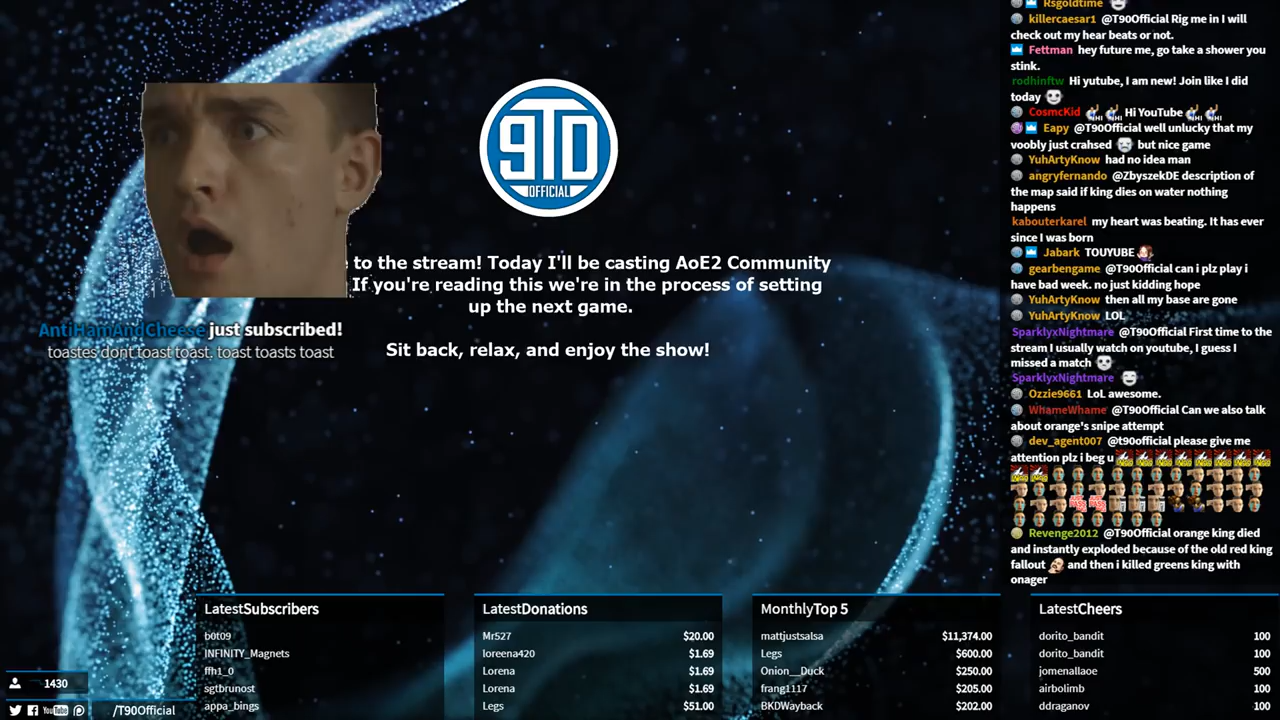 9TD
OFFICIAL
to the stream! Today I'll be casting AoE2 Community
If you're reading this we're in the process of setting
up the next game.
Sit back, relax, and enjoy the show!
AntiHamAndCheese just subscribed!
toastes dont toast toast, toast toasts toast
Rsgoldtime
killercaesar1 @T90Official Rig me in I will
check out my hear beats or not.
Fettman hey future me, go take a shower you
stink.
rodhinftw Hi yutube, I am new! Join like I did
today
CosmcKid HI HI Hi YouTube HI HI
Eapy @T90Official well unlucky that my
voobly just crahsed but nice game
YuhArtyKnow had no idea man
angryfernando @ZbyszekDE description of
the map said if king dies on water nothing
happens
kabouterkarel my heart was beating. It has ever
since I was born
Jabark TOUYUBE
gearbengame @T90Official can i plz play i
have bad week. no just kidding hope
YuhArtyKnow then all my base are gone
YuhArtyKnow LOL
SparklyxNightmare @T90Official First time to the
stream I usually watch on youtube, I guess I
missed a match
SparklyxNightmare
Ozzie9661 LoL awesome.
WhameWhame @T90Official Can we also talk
about orange's snipe attempt
dev_agent007 @t90official please give me
attention plz i beg u
Revenge2012 @T90Official orange king died
and instantly exploded because of the old red king
fallout and then i killed greens king with
onager
LatestSubscribers
b0t09
INFINITY_Magnets
ffh1_0
sgtbrunost
appa_bings
LatestDonations
Mr527 $20.00
loreena420 $1.69
Lorena $1.69
Lorena $1.69
Legs $51.00
MonthlyTop 5
mattjustsalsa $11,374.00
Legs $600.00
Onion__Duck $250.00
frang1117 $205.00
BKDWayback $202.00
LatestCheers
dorito_bandit 100
dorito_bandit 100
jomenallaoe 500
airbolimb 100
ddraganov 100
1430
YouTube /T90Official